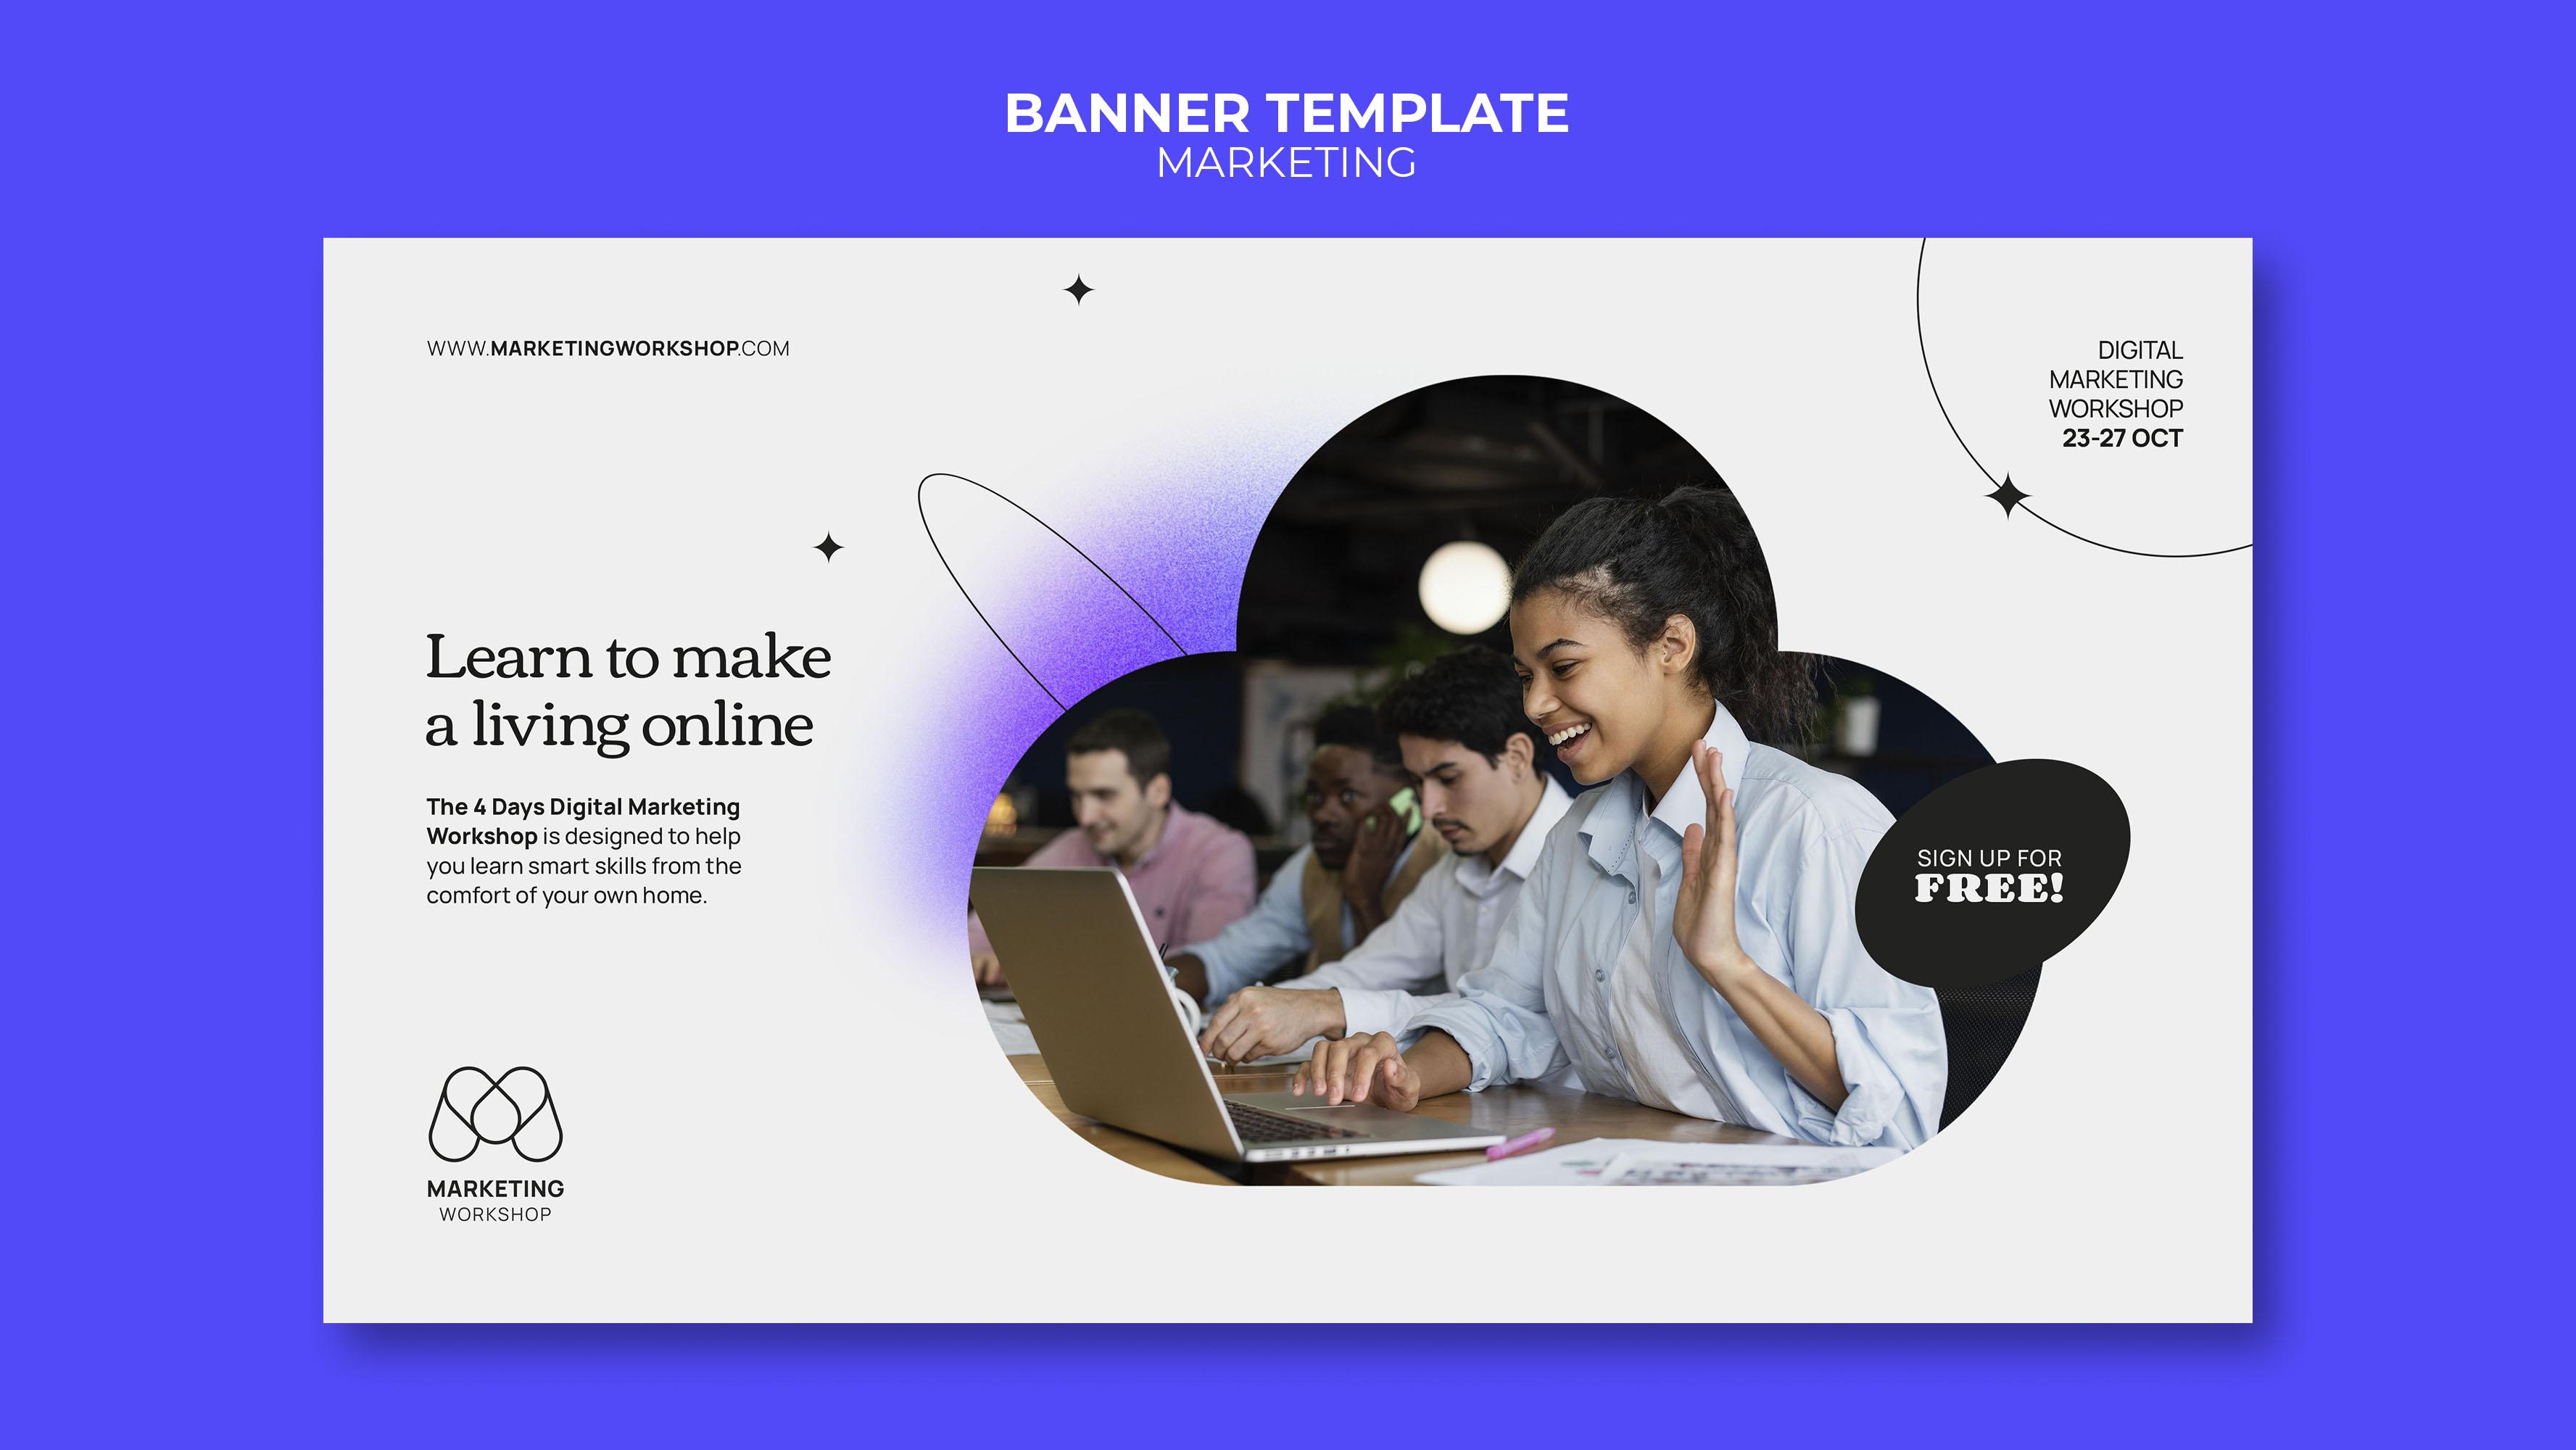 BANNER TEMPLATE
MARKETING
WWW.MARKETINGWORKSHOP.COM
DIGITAL
MARKETING
WORKSHOP
23-27 OCT
Learn to make
a living online
The 4 Days Digital Marketing
Workshop is designed to help
you learn smart skills from the
comfort of your own home.
SIGN UP FOR
FREE!
MARKETING
WORKSHOP